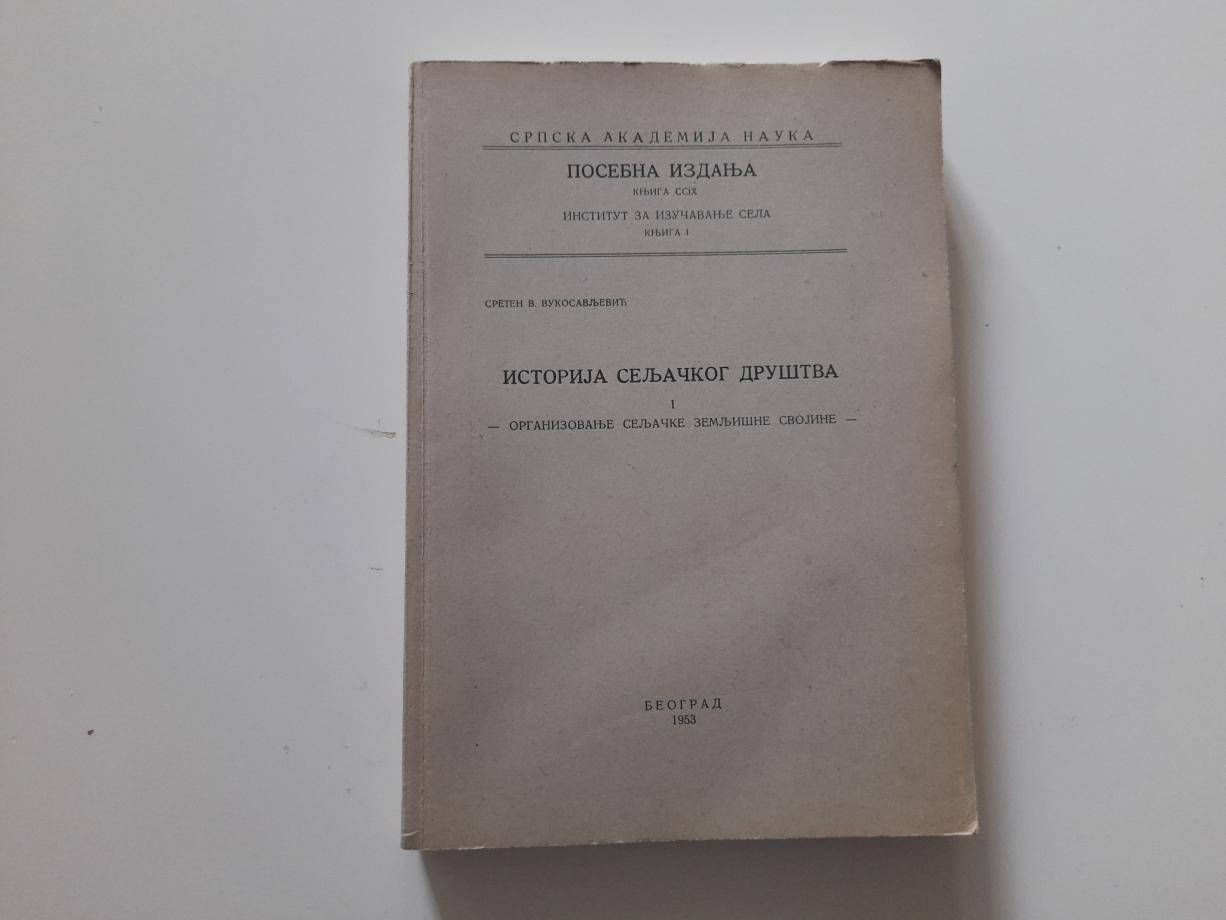 СРПСКА АКАДЕМИЈА НАУКА
ПОСЕБНА ИЗДАЊА
КЊИГА CCIX
ИНСТИТУТ ЗА ИЗУЧАВАЊЕ СЕЛА
КЊИГА I
СРЕТЕН В. ВУКОСАВЉЕВИЋ
ИСТОРИЈА СЕЉАЧКОГ ДРУШТВА
I
— ОРГАНИЗОВАЊЕ СЕЉАЧКЕ ЗЕМЉИШНЕ СВОЈИНЕ —
БЕОГРАД
1953